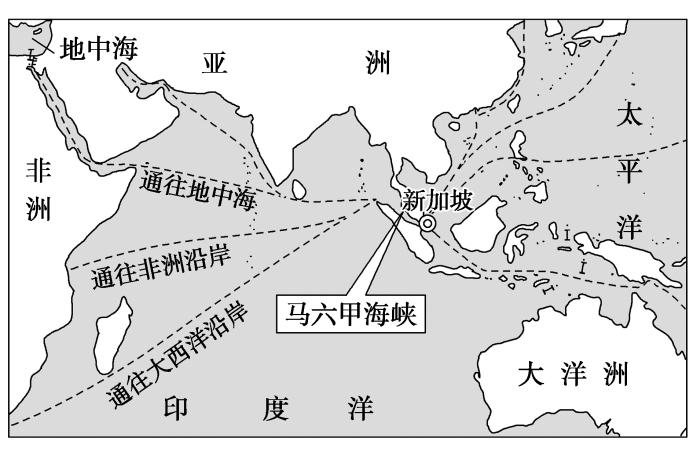 地中海
亚洲
太平洋
非洲
通往地中海
新加坡
通往非洲沿岸
马六甲海峡
通往大西洋沿岸
大洋洲
印度洋